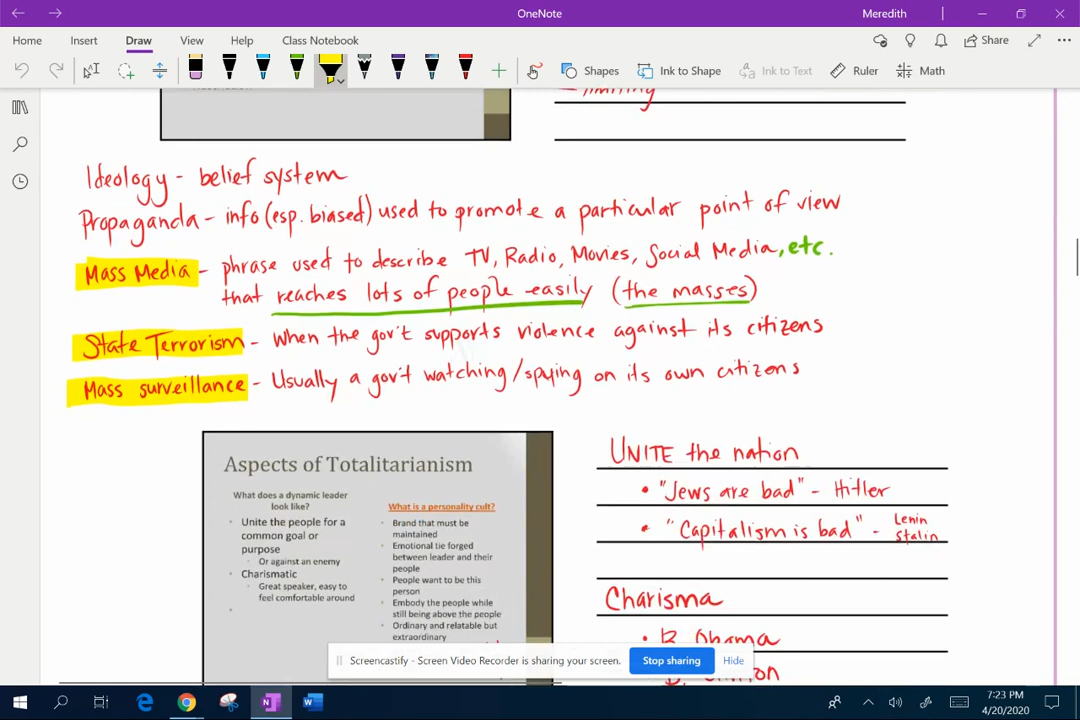 OneNote
Meredith
Home Insert Draw View Help Class Notebook
Share
Shapes Ink to Shape Ink to Text Ruler Math
limiting
Ideology - belief system
Propaganda - info (esp. biased) used to promote a particular point of view
Mass Media - phrase used to describe TV, Radio, Movies, Social Media, etc.
that reaches lots of people easily (the masses)
State Terrorism - When the gov't supports violence against its citizens
Mass surveillance - Usually a gov't watching/spying on its own citizens
Aspects of Totalitarianism
What does a dynamic leader
look like?
• Unite the people for a
common goal or
purpose
• Or against an enemy
• Charismatic
• Great speaker, easy to
feel comfortable around
What is a personality cult?
• Brand that must be
maintained
• Emotional tie forged
between leader and their
people
• People want to be this
person
• Embody the people while
still being above the people
• Ordinary and relatable but
extraordinary
UNITE the nation
• "Jews are bad" - Hitler
• "Capitalism is bad" - Lenin
Stalin
Charisma
• B. Obama
Screencastify - Screen Video Recorder is sharing your screen. Stop sharing Hide
7:23 PM
4/20/2020